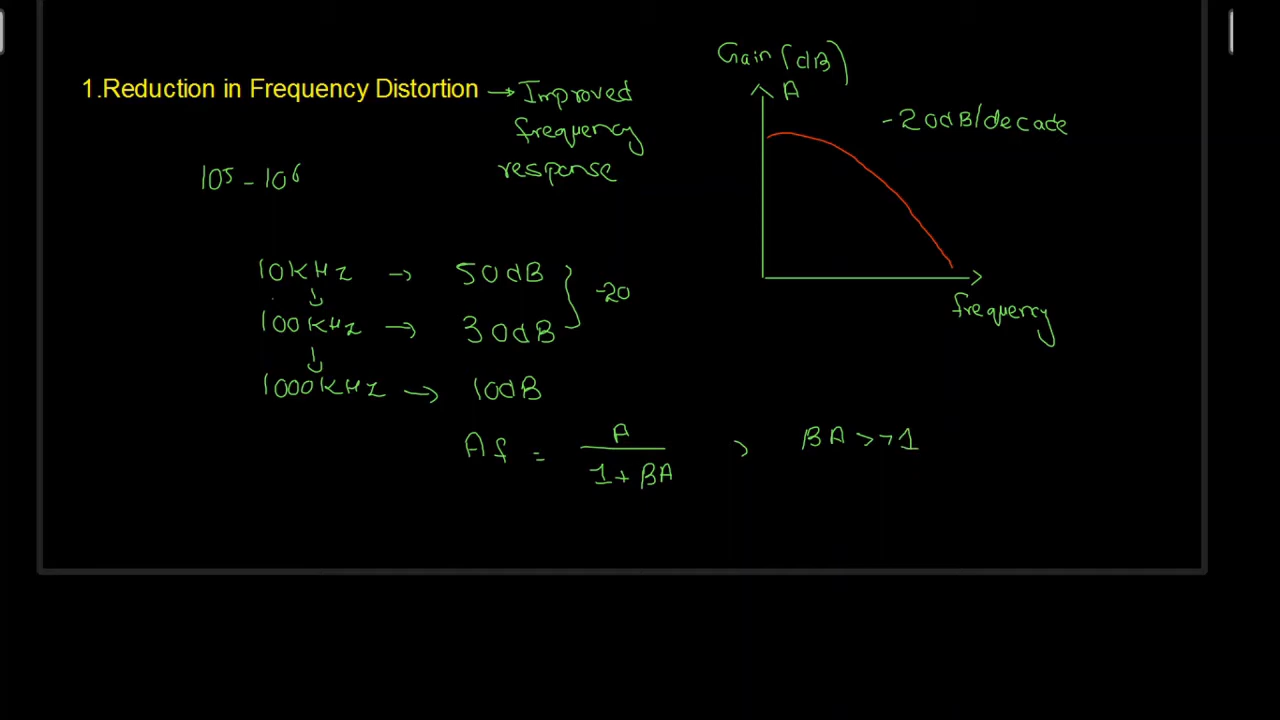 1.Reduction in Frequency Distortion → Improved
frequency
response
10⁵ - 10⁶
10KHz → 50dB
-20
100KHz → 30dB
1000KHz → 10dB
Af = A / 1 + βA , βA >> 1
Gain (dB)
A
-20dB/decade
frequency